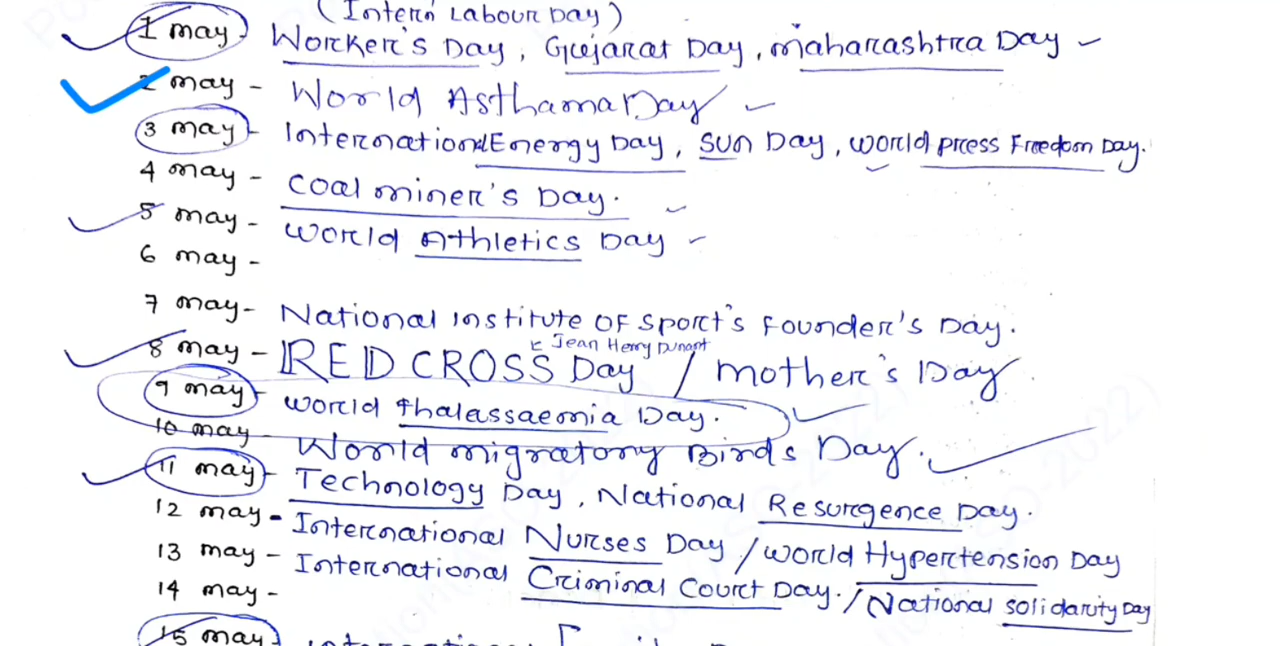 (Intern Labour Day)
1 may - Worker's Day, Gujarat Day, maharashtra Day
2 may - World Asthama Day
3 may - International Energy Day, Sun Day, world press Freedom Day.
4 may - coal miner's Day.
5 may - world Athletics Day
6 may -
7 may - National institute of sport's founder's Day.
Jean Henry Dunant
8 may - RED CROSS Day / mother's Day
9 may - world thalassaemia Day.
10 may - World migratory Birds Day.
11 may - Technology Day, National Resurgence Day.
12 may - International Nurses Day / world Hypertension Day
13 may - International Criminal Court Day. / National solidarity Day
14 may -
15 may